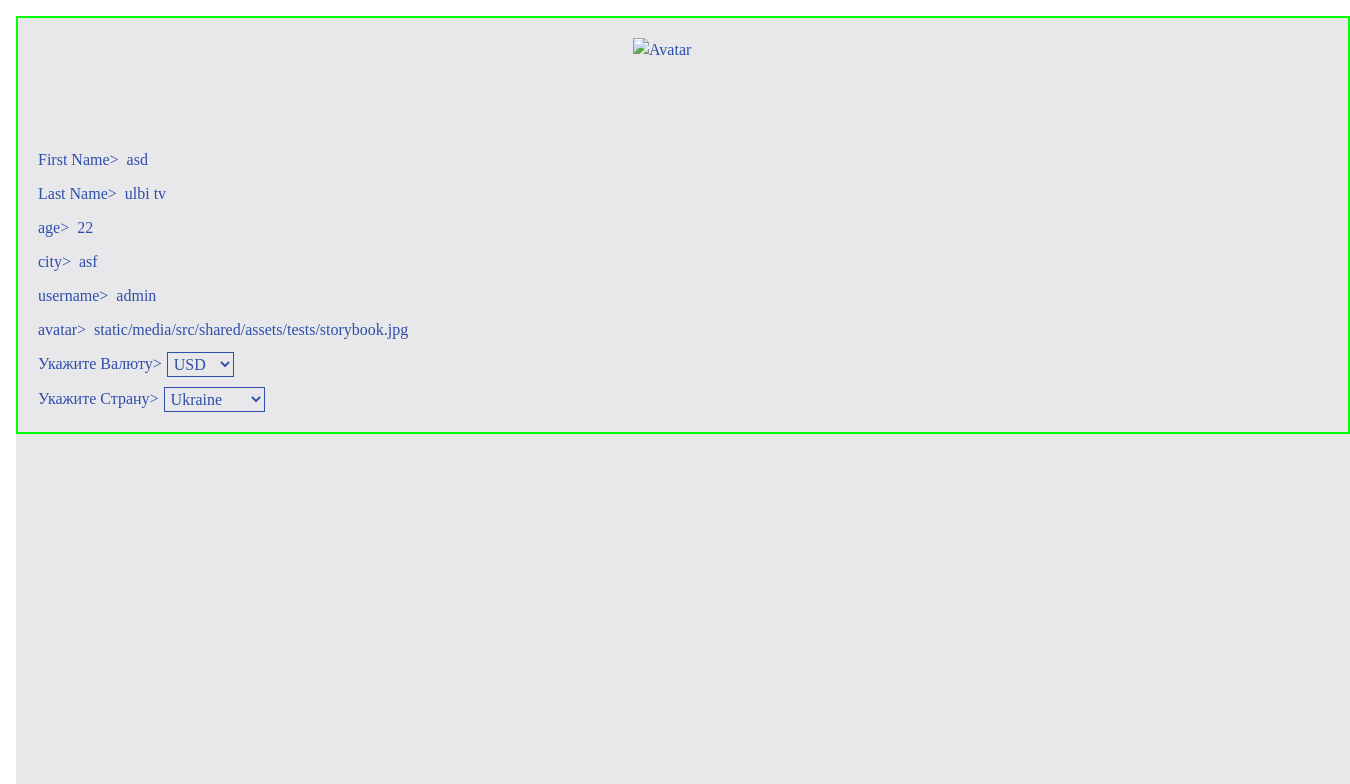 Avatar
First Name> asd
Last Name> ulbi tv
age> 22
city> asf
username> admin
avatar> static/media/src/shared/assets/tests/storybook.jpg
Укажите Валюту> USD
Укажите Страну> Ukraine